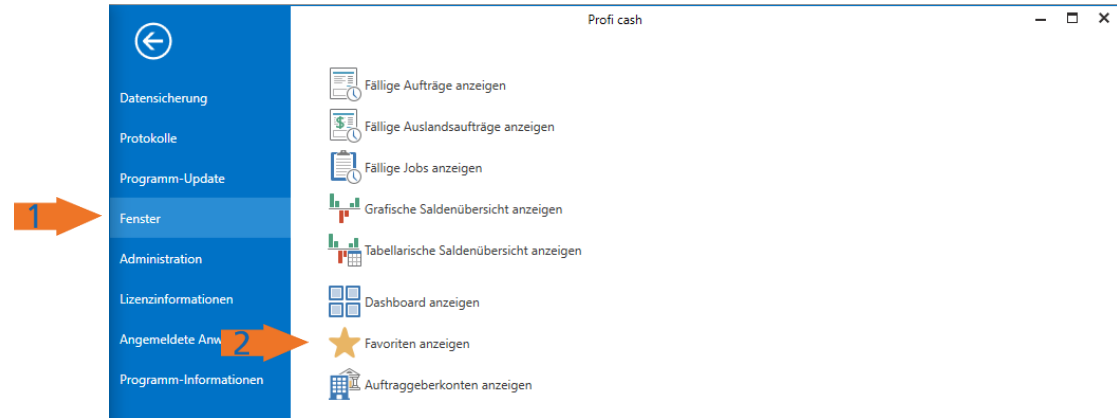 Profi cash
Datensicherung
Protokolle
Programm-Update
1
Fenster
Administration
Lizenzinformationen
Angemeldete Anw
2
Programm-Informationen
Fällige Aufträge anzeigen
Fällige Auslandsaufträge anzeigen
Fällige Jobs anzeigen
Grafische Saldenübersicht anzeigen
Tabellarische Saldenübersicht anzeigen
Dashboard anzeigen
Favoriten anzeigen
Auftraggeberkonten anzeigen